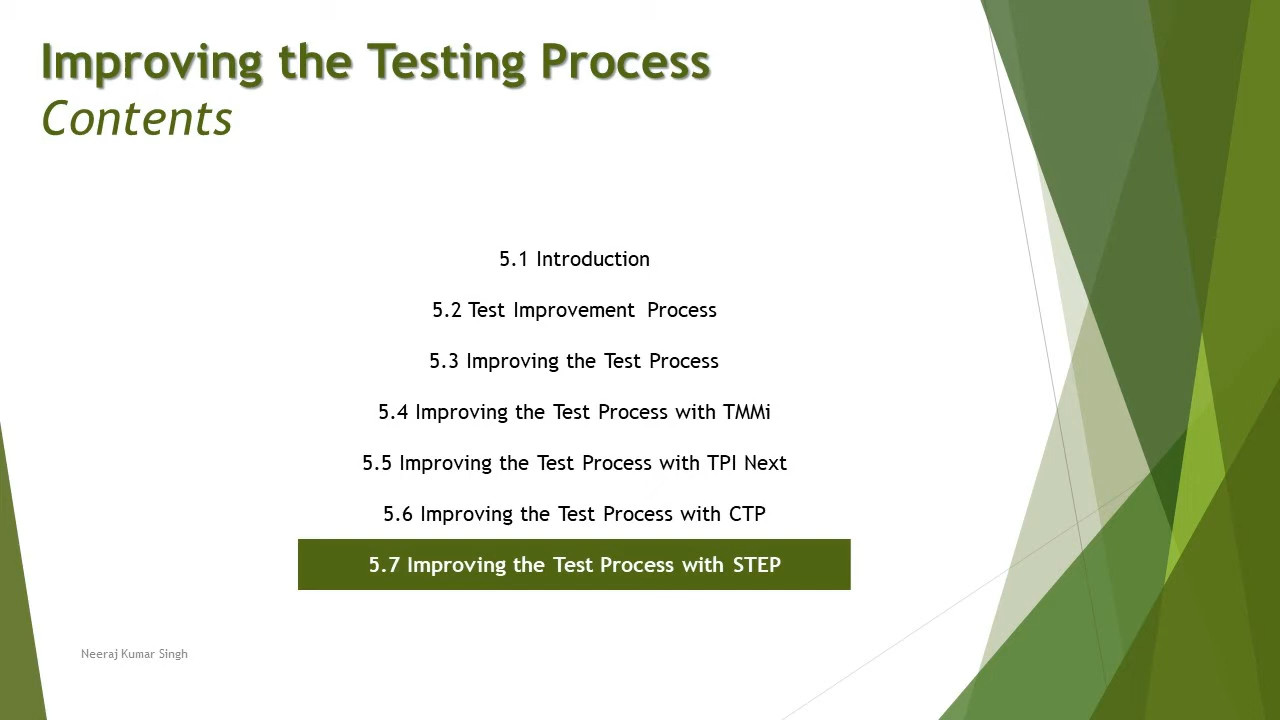 Improving the Testing Process
Contents
5.1 Introduction
5.2 Test Improvement Process
5.3 Improving the Test Process
5.4 Improving the Test Process with TMMi
5.5 Improving the Test Process with TPI Next
5.6 Improving the Test Process with CTP
5.7 Improving the Test Process with STEP
Neeraj Kumar Singh